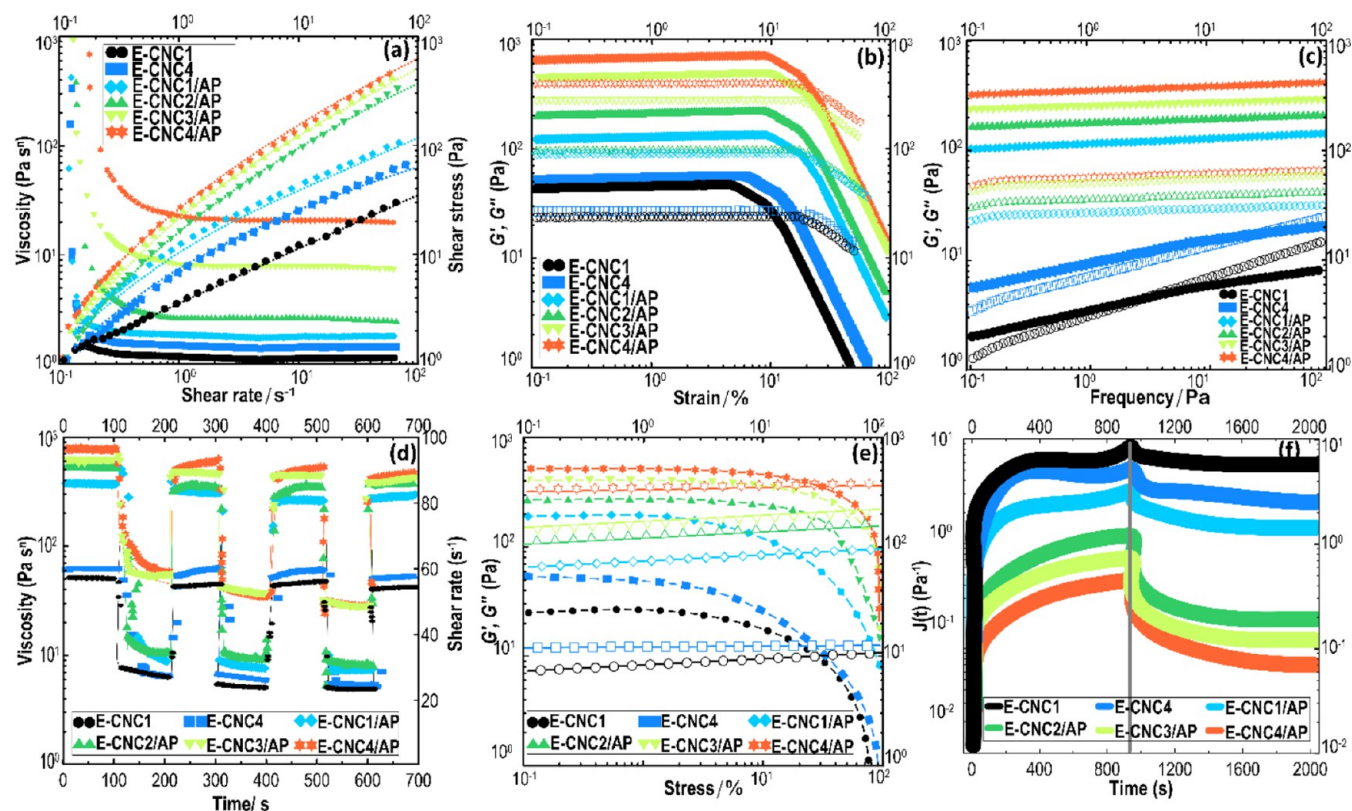 10⁻¹ 10⁰ 10¹ 10²
(a)
10³ 10² 10¹ 10⁰
Viscosity (Pa sⁿ)
E-CNC1
E-CNC4
E-CNC1/AP
E-CNC2/AP
E-CNC3/AP
E-CNC4/AP
10³ 10² 10¹ 10⁰
Shear stress (Pa)
10⁻¹ 10⁰ 10¹ 10²
Shear rate / s⁻¹
10⁻¹ 10⁰ 10¹ 10²
(b)
10³ 10² 10¹ 10⁰
G′, G″ (Pa)
E-CNC1
E-CNC4
E-CNC1/AP
E-CNC2/AP
E-CNC3/AP
E-CNC4/AP
10³ 10² 10¹ 10⁰
10⁻¹ 10⁰ 10¹ 10²
Strain / %
10⁻¹ 10⁰ 10¹ 10²
(c)
10³ 10² 10¹ 10⁰
G′, G″ (Pa)
E-CNC1
E-CNC4
E-CNC1/AP
E-CNC2/AP
E-CNC3/AP
E-CNC4/AP
10³ 10² 10¹ 10⁰
10⁻¹ 10⁰ 10¹ 10²
Frequency / Pa
0 100 200 300 400 500 600 700
(d)
10³ 10² 10¹ 10⁰
Viscosity (Pa sⁿ)
100 80 60 40 20
Shear rate (s⁻¹)
E-CNC1 E-CNC4 E-CNC1/AP
E-CNC2/AP E-CNC3/AP E-CNC4/AP
0 100 200 300 400 500 600 700
Time/ s
10⁻¹ 10⁰ 10¹ 10²
(e)
10³ 10² 10¹ 10⁰
G′, G″ (Pa)
10³ 10² 10¹ 10⁰
E-CNC1 E-CNC4 E-CNC1/AP
E-CNC2/AP E-CNC3/AP E-CNC4/AP
10⁻¹ 10⁰ 10¹ 10²
Stress / %
0 400 800 1200 1600 2000
(f)
10¹ 10⁰ 10⁻¹ 10⁻²
J(t) (Pa⁻¹)
10¹ 10⁰ 10⁻¹ 10⁻²
E-CNC1 E-CNC4 E-CNC1/AP
E-CNC2/AP E-CNC3/AP E-CNC4/AP
0 400 800 1200 1600 2000
Time (s)